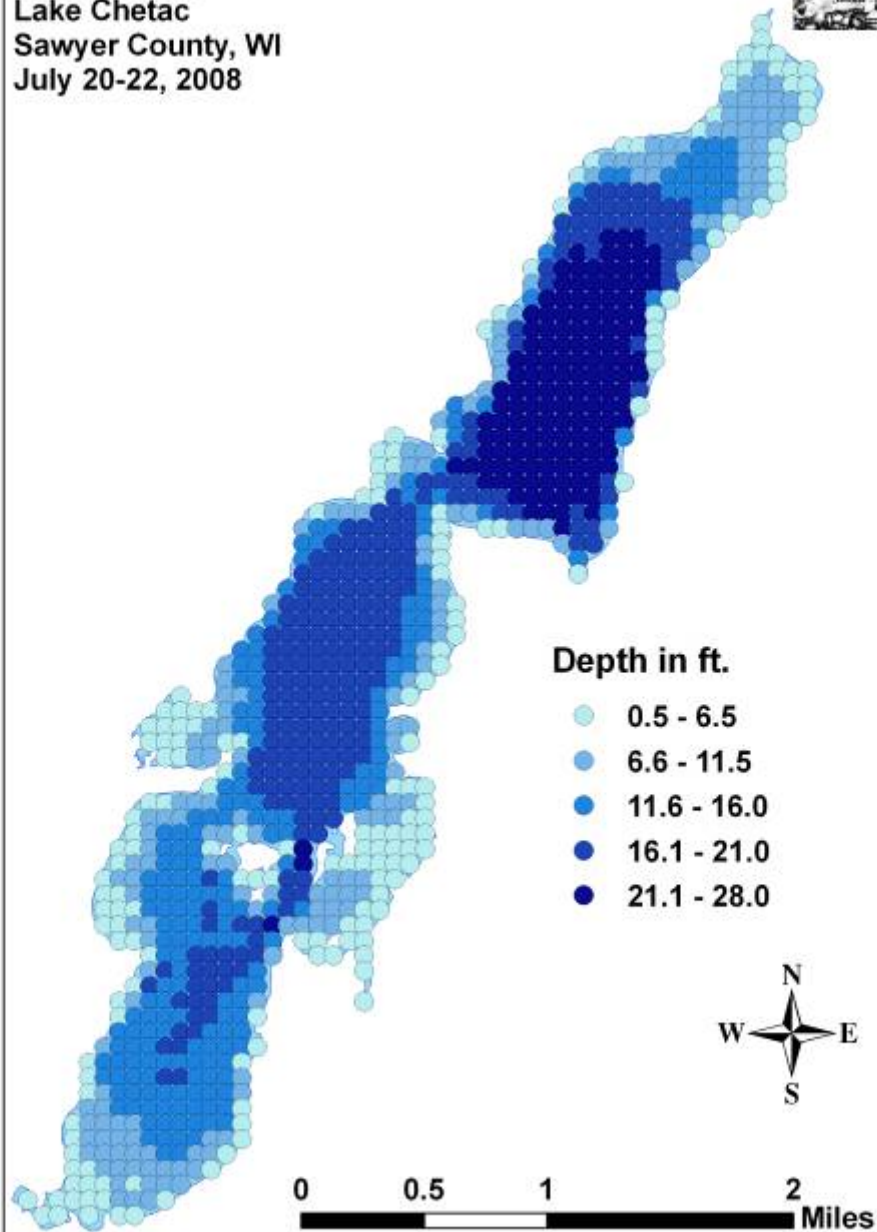 Lake Chetac
Sawyer County, WI
July 20-22, 2008
Depth in ft.
0.5 - 6.5
6.6 - 11.5
11.6 - 16.0
16.1 - 21.0
21.1 - 28.0
N
W E
S
0 0.5 1 2
Miles